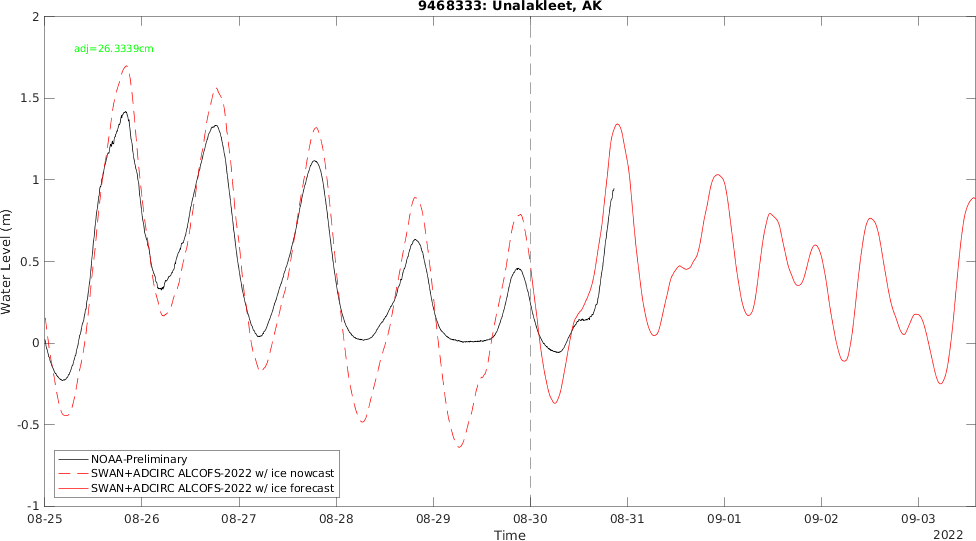 9468333: Unalakleet, AK
adj=26.3339cm
2
1.5
1
0.5
0
-0.5
-1
Water Level (m)
NOAA-Preliminary
SWAN+ADCIRC ALCOFS-2022 w/ ice nowcast
SWAN+ADCIRC ALCOFS-2022 w/ ice forecast
08-25 08-26 08-27 08-28 08-29 08-30 08-31 09-01 09-02 09-03
Time
2022